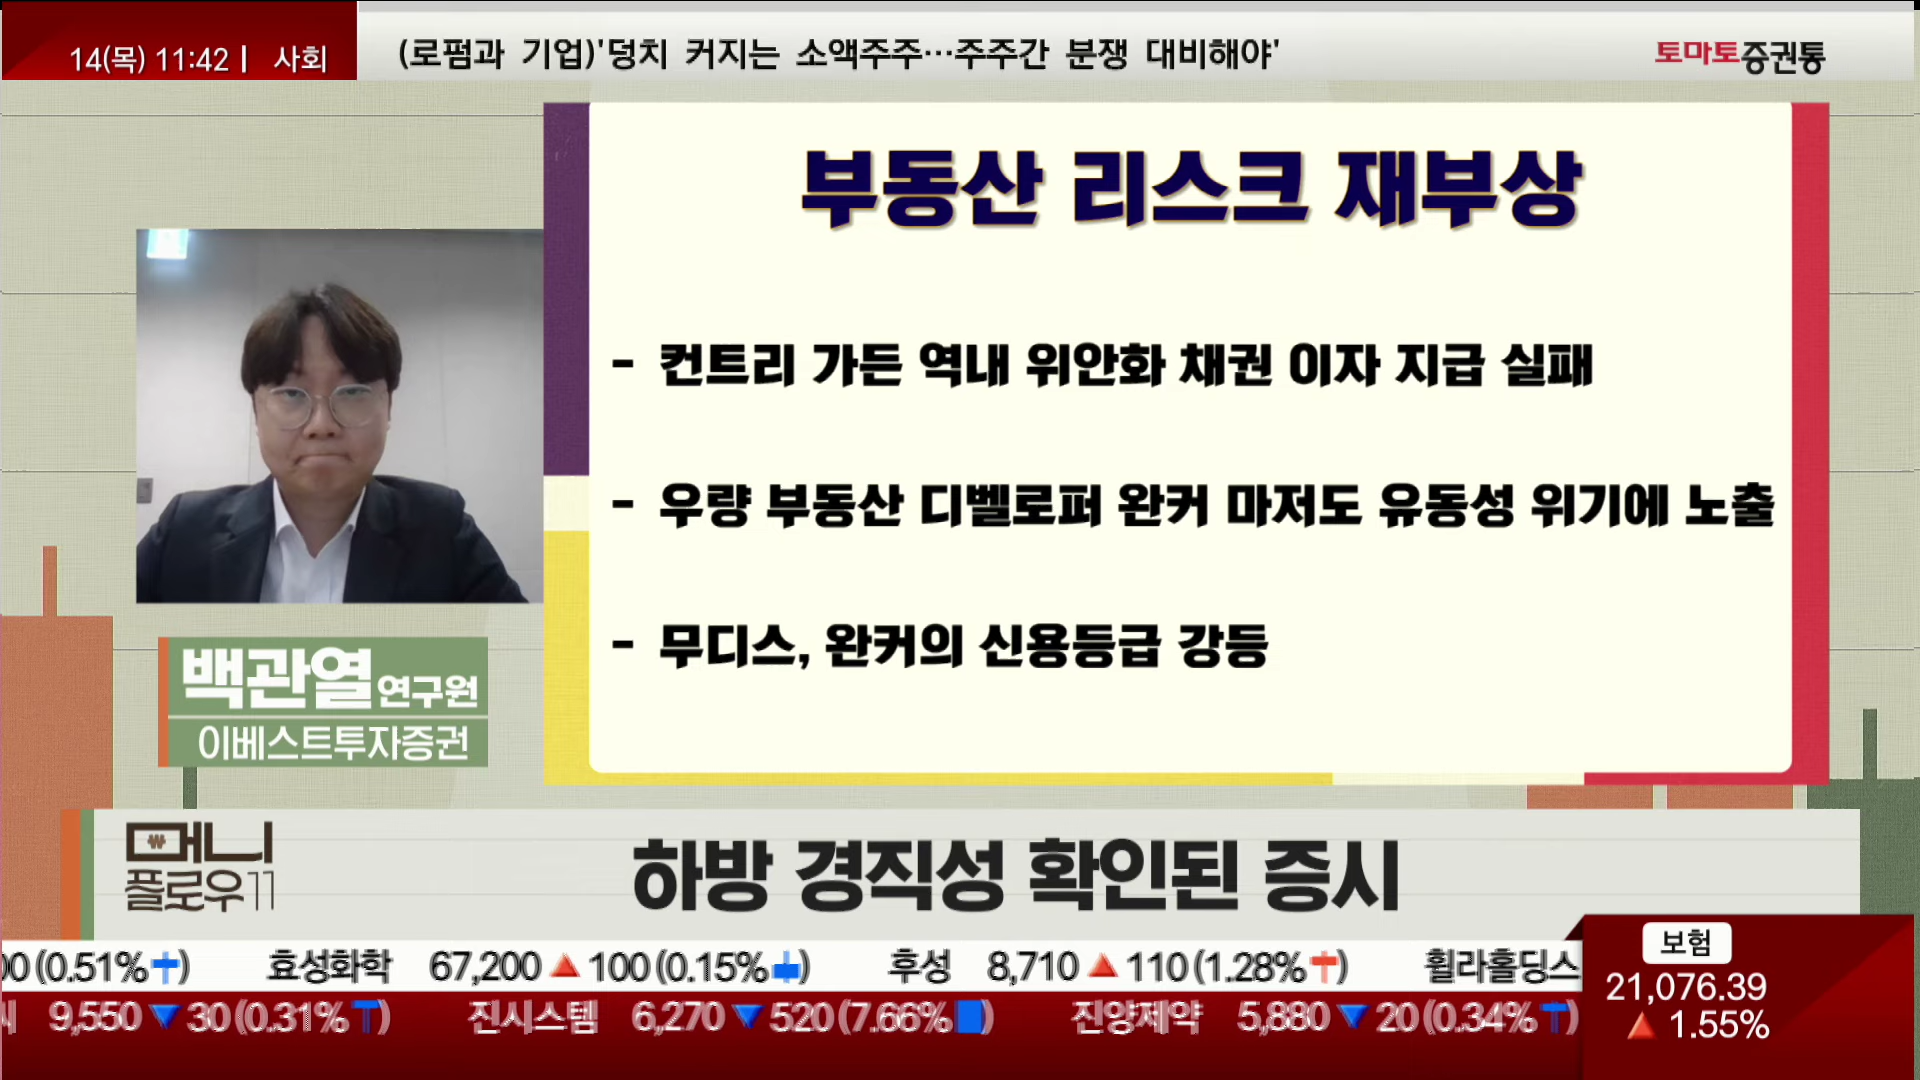 14(목) 11:42 | 사회
(로펌과 기업)'덩치 커지는 소액주주…주주간 분쟁 대비해야'
토마토증권통
부동산 리스크 재부상
- 컨트리 가든 역내 위안화 채권 이자 지급 실패
- 우량 부동산 디벨로퍼 완커 마저도 유동성 위기에 노출
- 무디스, 완커의 신용등급 강등
백관열 연구원
이베스트투자증권
머니
플로우11
하방 경직성 확인된 증시
00(0.51%) 효성화학 67,200 ▲ 100(0.15%) 후성 8,710 ▲ 110(1.28%) 휠라홀딩스
9,550 ▼ 30(0.31%) 진시스템 6,270 ▼ 520(7.66%) 진양제약 5,880 ▼ 20(0.34%)
보험
21,076.39
▲ 1.55%